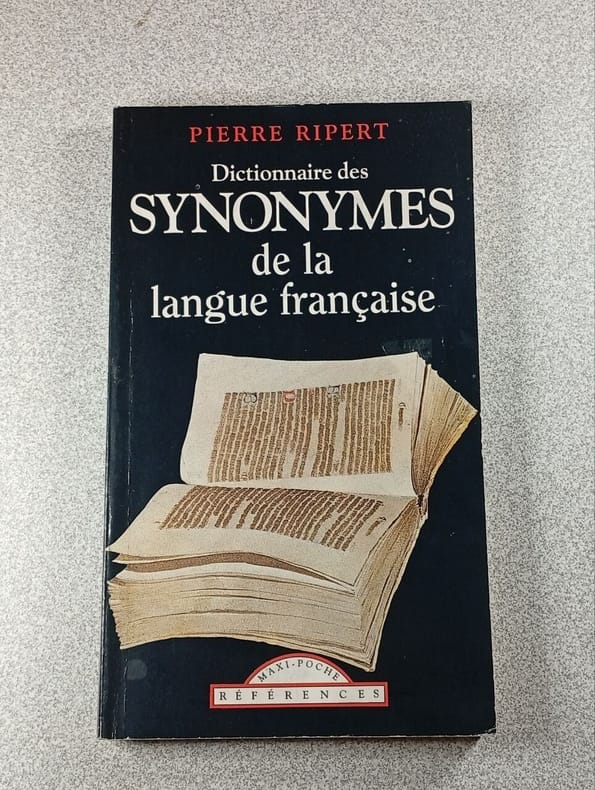 PIERRE RIPERT
Dictionnaire des
SYNONYMES
de la
langue française
MAXI-POCHE
RÉFÉRENCES